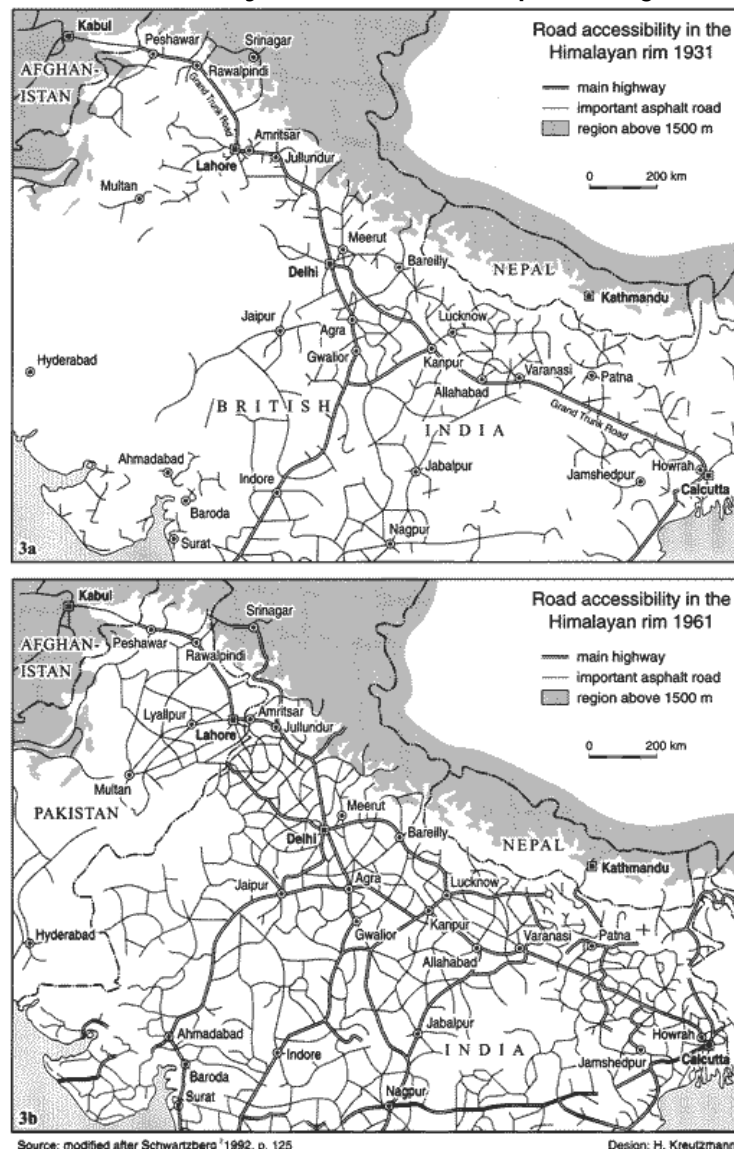 Kabul
Peshawar
Srinagar
Rawalpindi
AFGHAN-
ISTAN
Grand Trunk Road
Amritsar
Lahore
Jullundur
Multan
Meerut
Delhi
Bareilly
NEPAL
Kathmandu
Jaipur
Agra
Lucknow
Gwalior
Kanpur
Hyderabad
Allahabad
Varanasi
Patna
BRITISH
INDIA
Grand Trunk Road
Ahmadabad
Indore
Jabalpur
Jamshedpur
Howrah
Calcutta
Baroda
Surat
Nagpur
3a
Road accessibility in the
Himalayan rim 1931
main highway
important asphalt road
region above 1500 m
0 200 km
Kabul
Srinagar
Peshawar
Rawalpindi
AFGHAN-
ISTAN
Lyallpur
Amritsar
Lahore
Jullundur
Multan
PAKISTAN
Meerut
Delhi
Bareilly
NEPAL
Kathmandu
Jaipur
Agra
Lucknow
Hyderabad
Gwalior
Kanpur
Allahabad
Varanasi
Patna
Ahmadabad
Indore
Jabalpur
INDIA
Jamshedpur
Howrah
Calcutta
Baroda
Surat
Nagpur
3b
Road accessibility in the
Himalayan rim 1961
main highway
important asphalt road
region above 1500 m
0 200 km
Source: modified after Schwartzberg ²1992, p. 125
Design: H. Kreutzmann